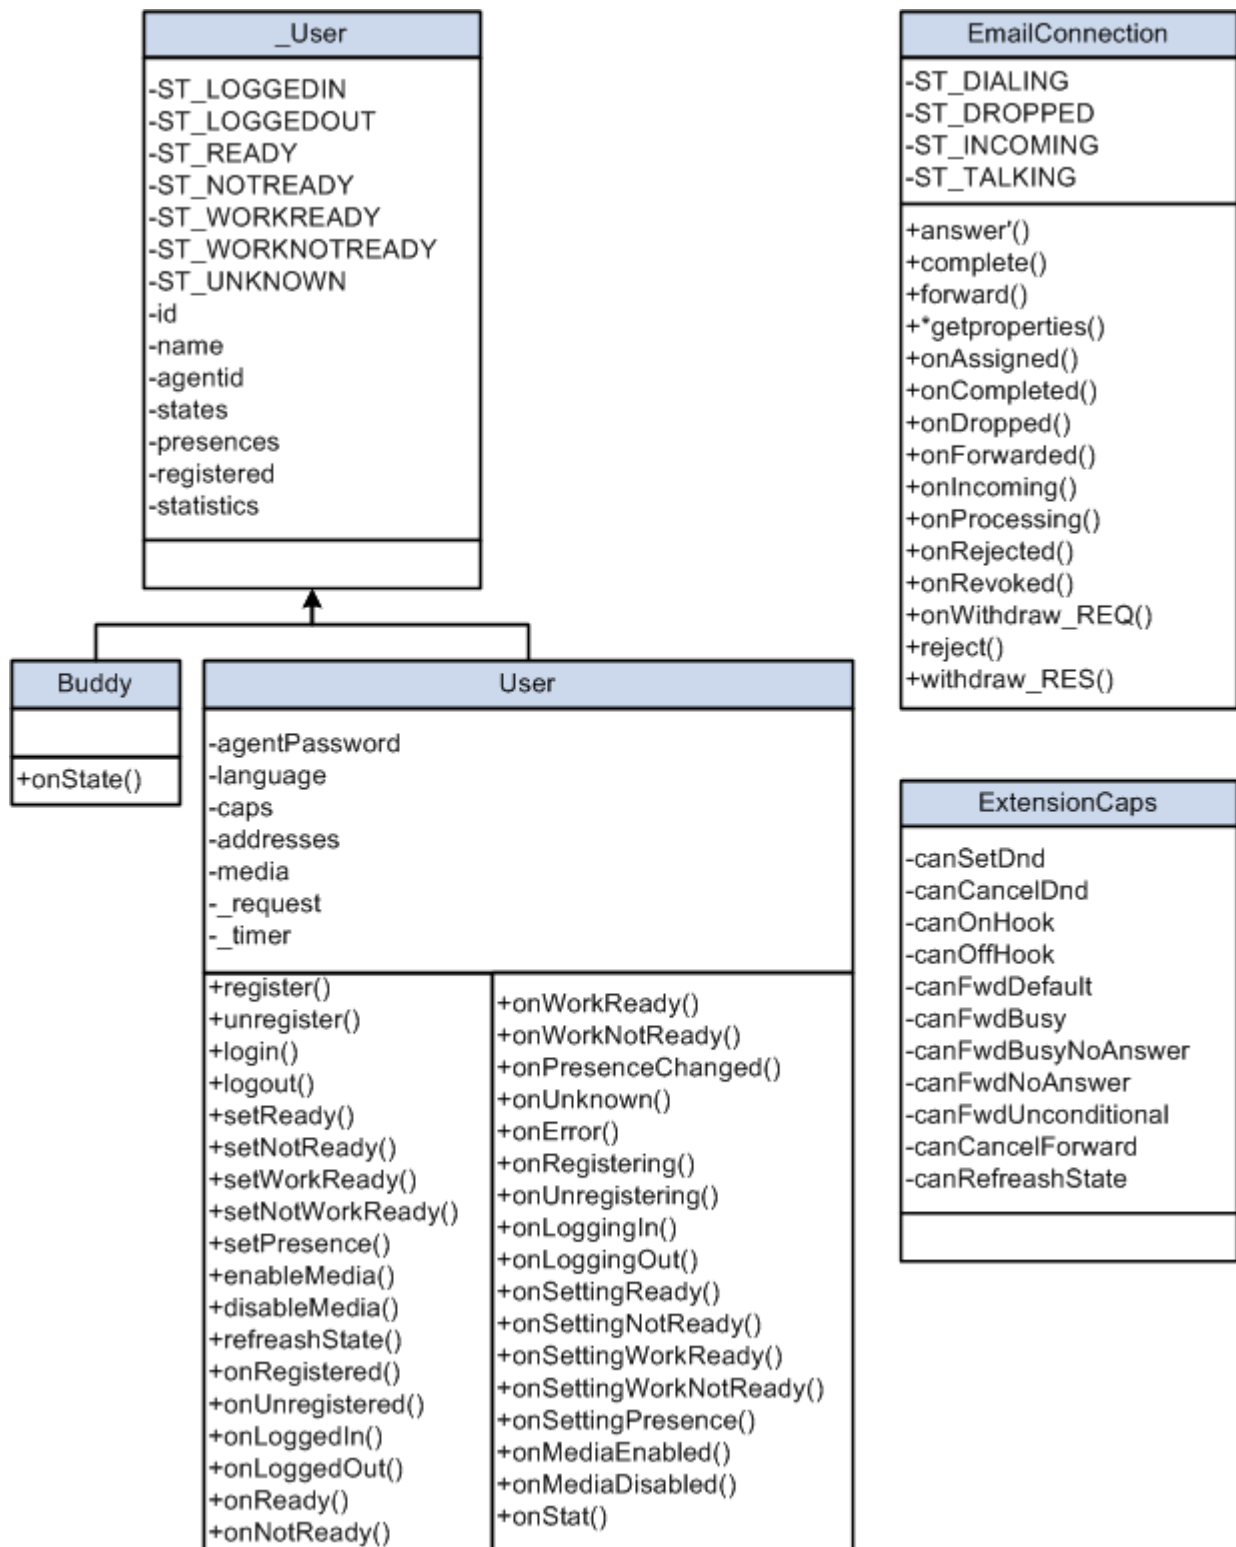 _User
-ST_LOGGEDIN
-ST_LOGGEDOUT
-ST_READY
-ST_NOTREADY
-ST_WORKREADY
-ST_WORKNOTREADY
-ST_UNKNOWN
-id
-name
-agentid
-states
-presences
-registered
-statistics
EmailConnection
-ST_DIALING
-ST_DROPPED
-ST_INCOMING
-ST_TALKING
+answer'()
+complete()
+forward()
+*getproperties()
+onAssigned()
+onCompleted()
+onDropped()
+onForwarded()
+onIncoming()
+onProcessing()
+onRejected()
+onRevoked()
+onWithdraw_REQ()
+reject()
+withdraw_RES()
Buddy
+onState()
User
-agentPassword
-language
-caps
-addresses
-media
-_request
-_timer
+register()
+unregister()
+login()
+logout()
+setReady()
+setNotReady()
+setWorkReady()
+setNotWorkReady()
+setPresence()
+enableMedia()
+disableMedia()
+refreashState()
+onRegistered()
+onUnregistered()
+onLoggedIn()
+onLoggedOut()
+onReady()
+onNotReady()
+onWorkReady()
+onWorkNotReady()
+onPresenceChanged()
+onUnknown()
+onError()
+onRegistering()
+onUnregistering()
+onLoggingIn()
+onLoggingOut()
+onSettingReady()
+onSettingNotReady()
+onSettingWorkReady()
+onSettingWorkNotReady()
+onSettingPresence()
+onMediaEnabled()
+onMediaDisabled()
+onStat()
ExtensionCaps
-canSetDnd
-canCancelDnd
-canOnHook
-canOffHook
-canFwdDefault
-canFwdBusy
-canFwdBusyNoAnswer
-canFwdNoAnswer
-canFwdUnconditional
-canCancelForward
-canRefreashState